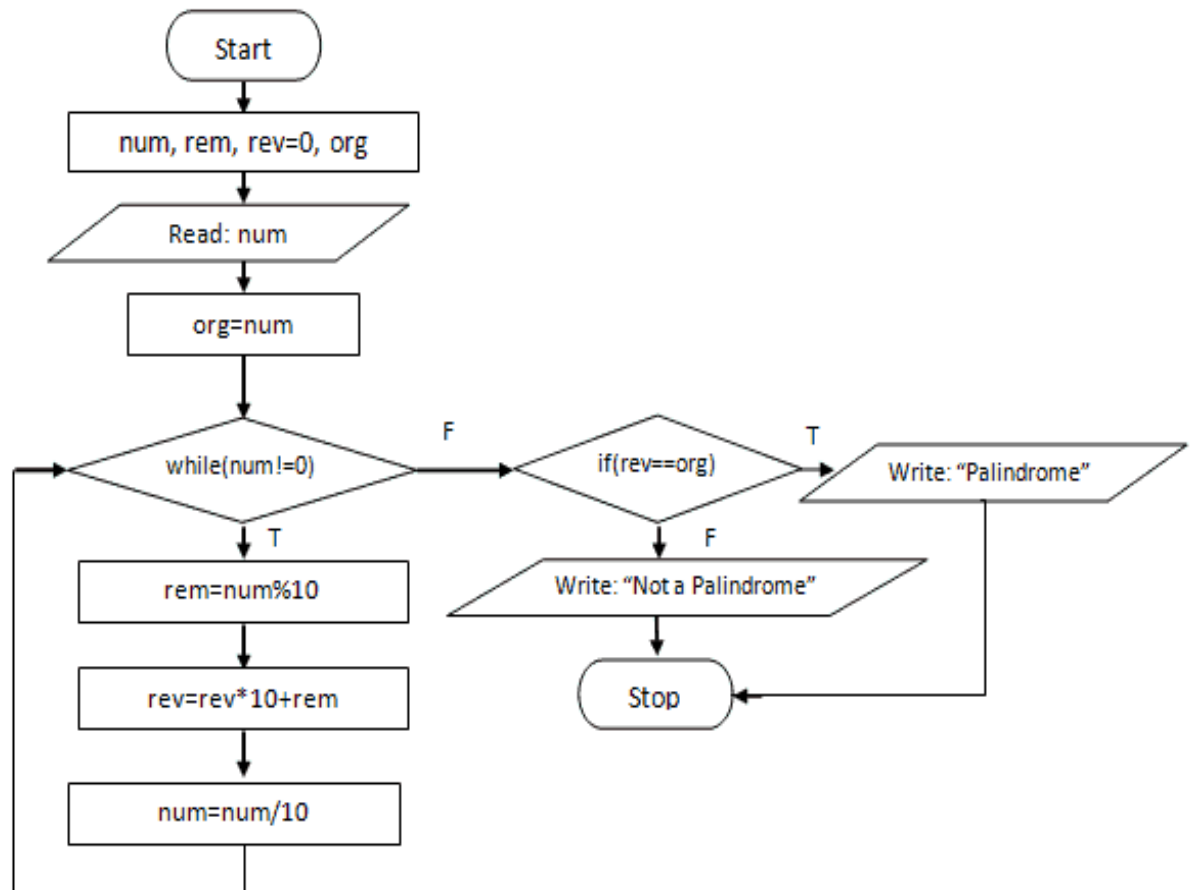 Start
num, rem, rev=0, org
Read: num
org=num
while(num!=0)
F
if(rev==org)
T
Write: “Palindrome”
T
F
rem=num%10
Write: “Not a Palindrome”
rev=rev*10+rem
Stop
num=num/10